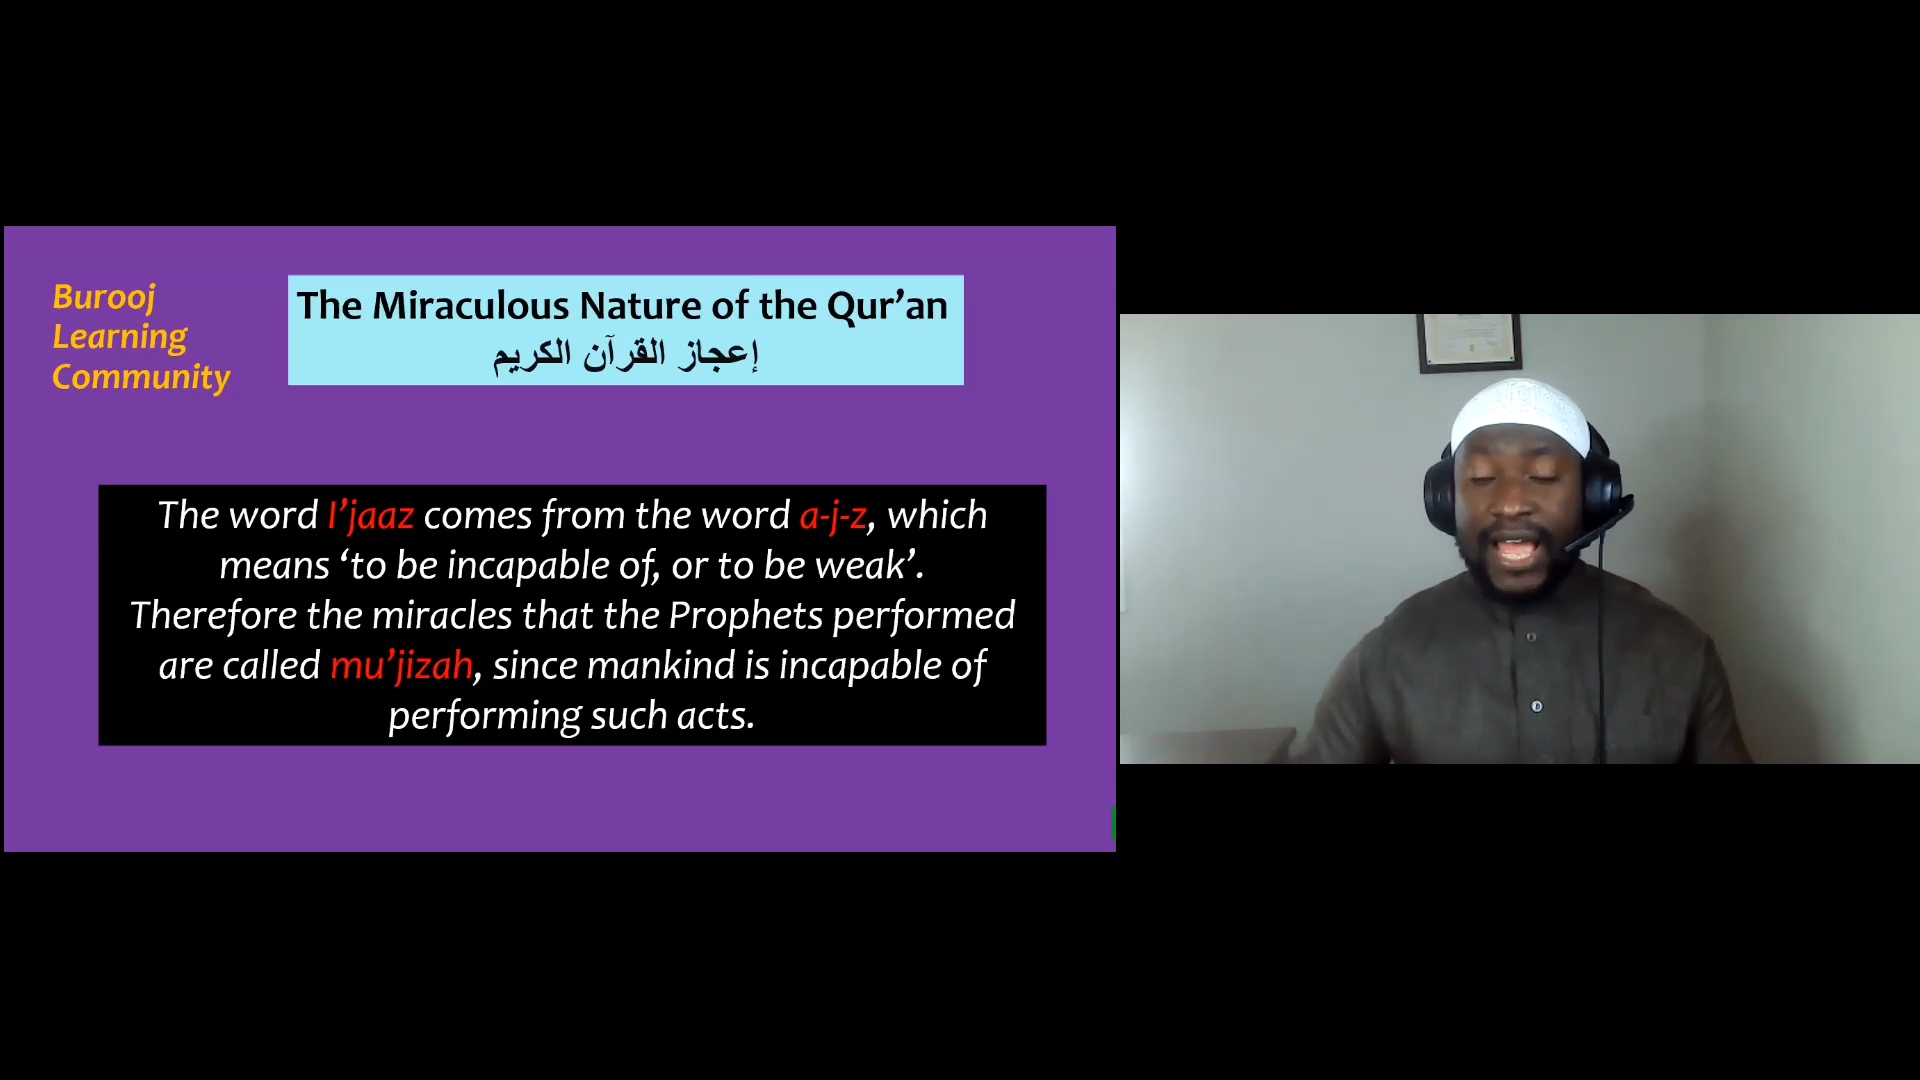 Burooj
Learning
Community
The Miraculous Nature of the Qur’an
إعجاز القرآن الكريم
The word I’jaaz comes from the word a-j-z, which
means ‘to be incapable of, or to be weak’.
Therefore the miracles that the Prophets performed
are called mu’jizah, since mankind is incapable of
performing such acts.